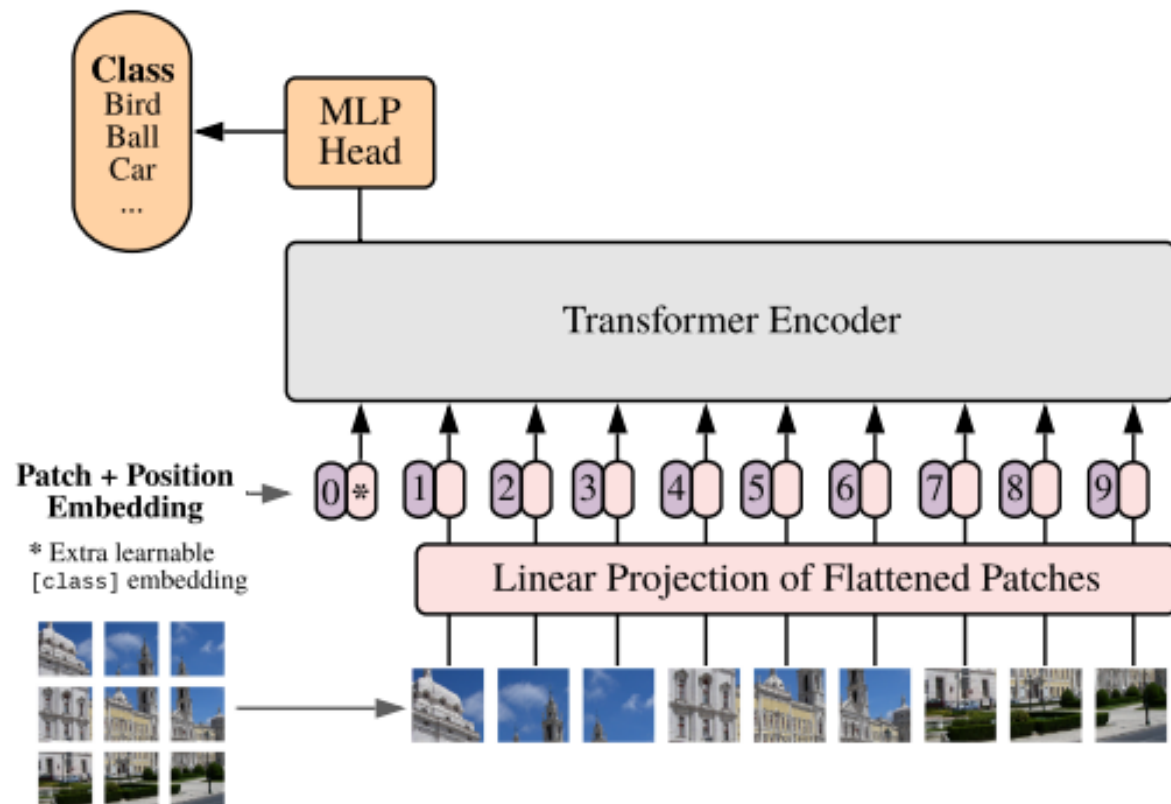 Class
Bird
Ball
Car
...
MLP
Head
Transformer Encoder
Patch + Position
Embedding
0 * 1 2 3 4 5 6 7 8 9
* Extra learnable
[class] embedding
Linear Projection of Flattened Patches